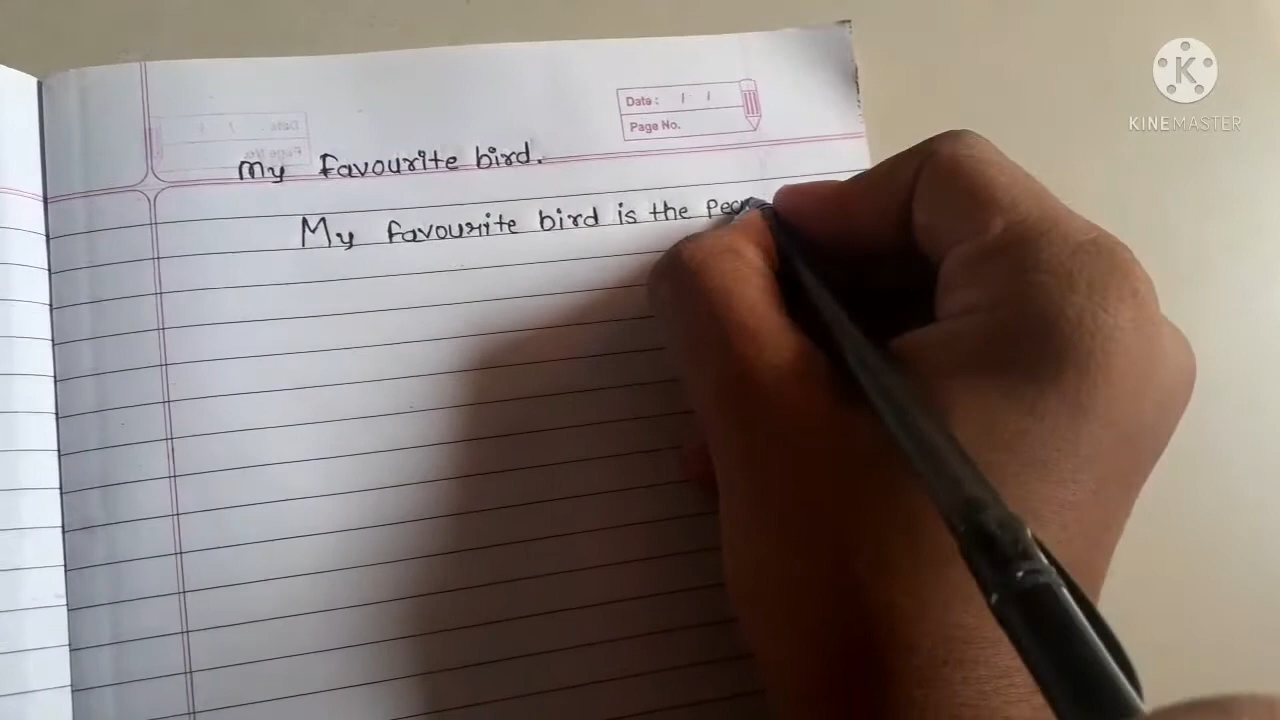 K
KINEMASTER
Date : / /
Page No.
My favourite bird.
My favourite bird is the